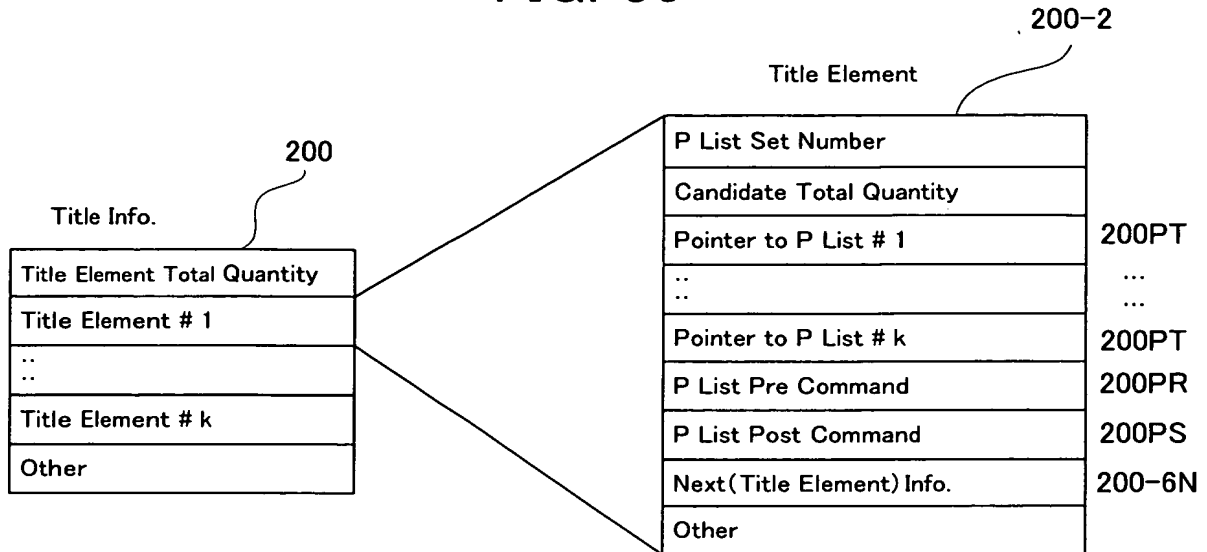 200-2
Title Element
P List Set Number
Candidate Total Quantity
Pointer to P List # 1
..
..
Pointer to P List # k
P List Pre Command
P List Post Command
Next(Title Element) Info.
Other
200PT
...
...
200PT
200PR
200PS
200-6N
200
Title Info.
Title Element Total Quantity
Title Element # 1
..
..
Title Element # k
Other